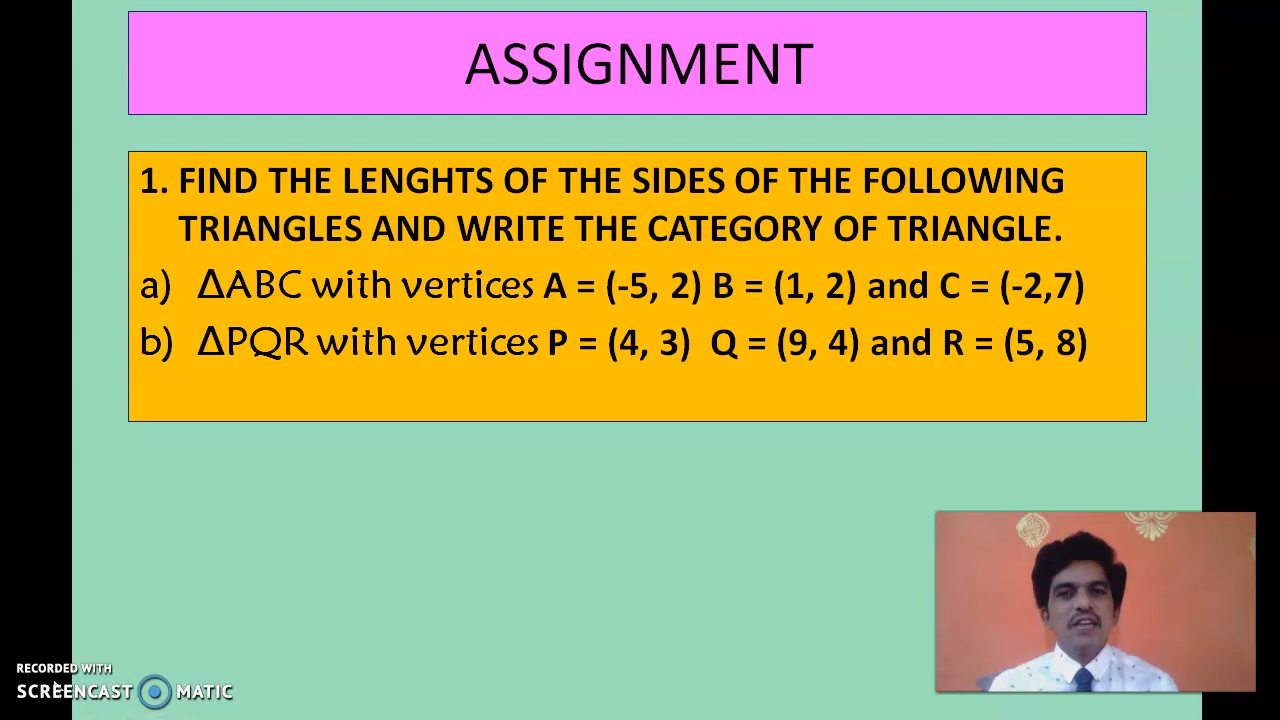 ASSIGNMENT
1. FIND THE LENGHTS OF THE SIDES OF THE FOLLOWING
TRIANGLES AND WRITE THE CATEGORY OF TRIANGLE.
a) ΔABC with vertices A = (-5, 2) B = (1, 2) and C = (-2,7)
b) ΔPQR with vertices P = (4, 3) Q = (9, 4) and R = (5, 8)
RECORDED WITH
SCREENCAST MATIC